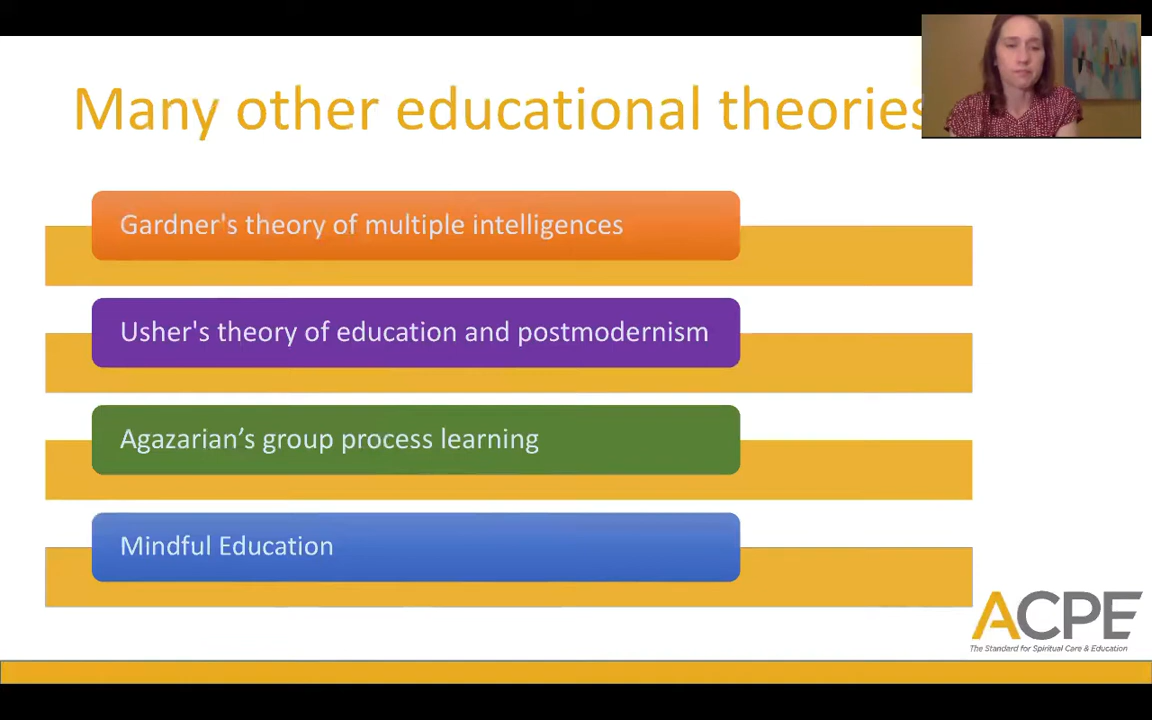 Many other educational theories
Gardner's theory of multiple intelligences
Usher's theory of education and postmodernism
Agazarian’s group process learning
Mindful Education
ACPE
The Standard for Spiritual Care & Education